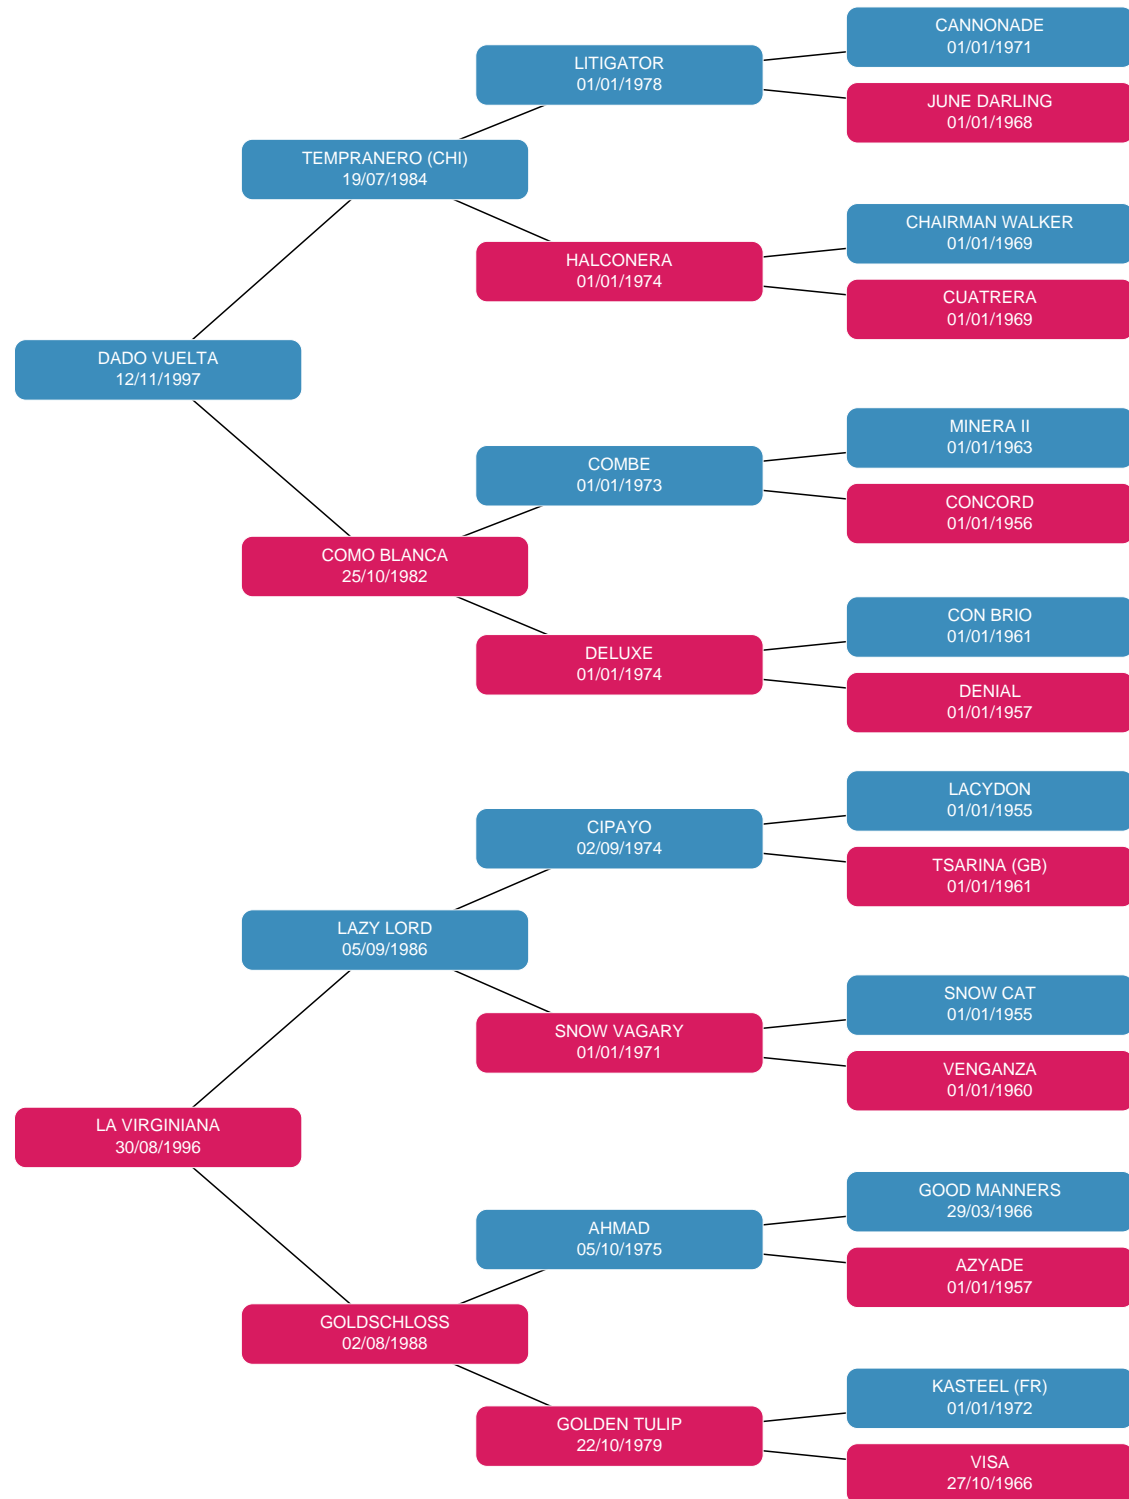 CANNONADE
01/01/1971
LITIGATOR
01/01/1978
JUNE DARLING
01/01/1968
TEMPRANERO (CHI)
19/07/1984
CHAIRMAN WALKER
01/01/1969
HALCONERA
01/01/1974
CUATRERA
01/01/1969
DADO VUELTA
12/11/1997
MINERA II
01/01/1963
COMBE
01/01/1973
CONCORD
01/01/1956
COMO BLANCA
25/10/1982
CON BRIO
01/01/1961
DELUXE
01/01/1974
DENIAL
01/01/1957
LACYDON
01/01/1955
CIPAYO
02/09/1974
TSARINA (GB)
01/01/1961
LAZY LORD
05/09/1986
SNOW CAT
01/01/1955
SNOW VAGARY
01/01/1971
VENGANZA
01/01/1960
LA VIRGINIANA
30/08/1996
GOOD MANNERS
29/03/1966
AHMAD
05/10/1975
AZYADE
01/01/1957
GOLDSCHLOSS
02/08/1988
KASTEEL (FR)
01/01/1972
GOLDEN TULIP
22/10/1979
VISA
27/10/1966